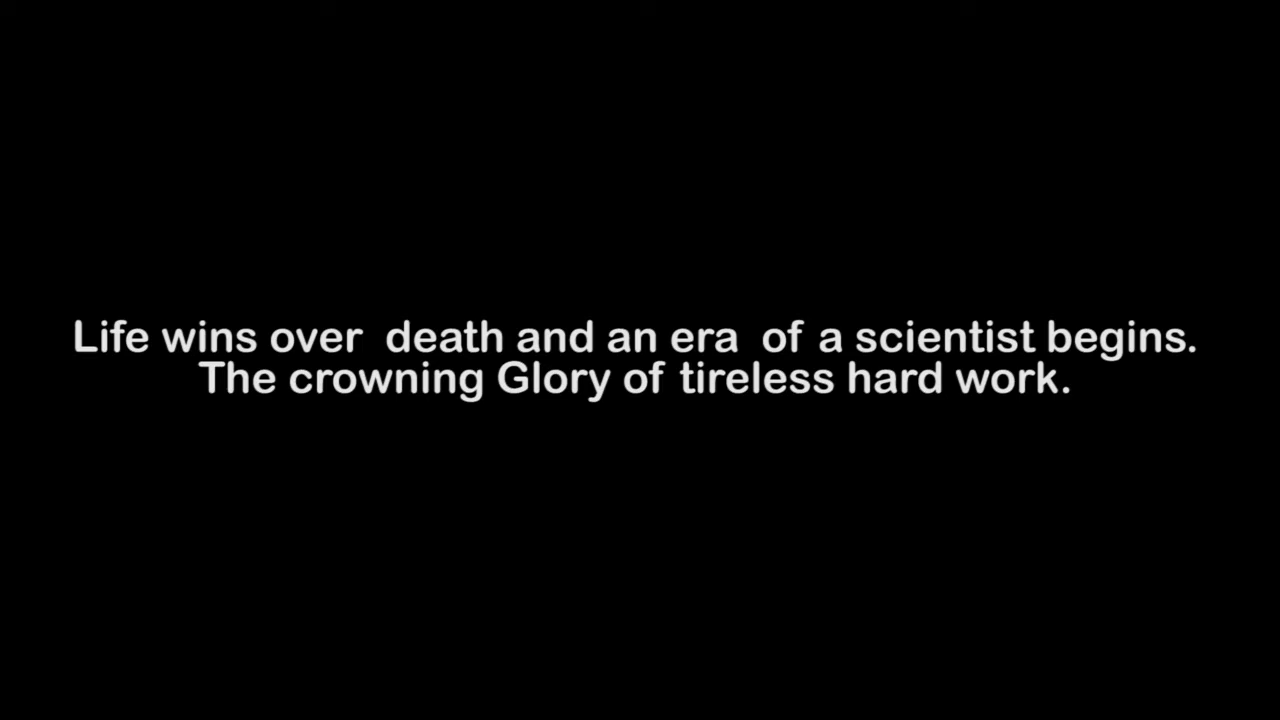 Life wins over  death and an era  of a scientist begins.
The crowning Glory of tireless hard work.